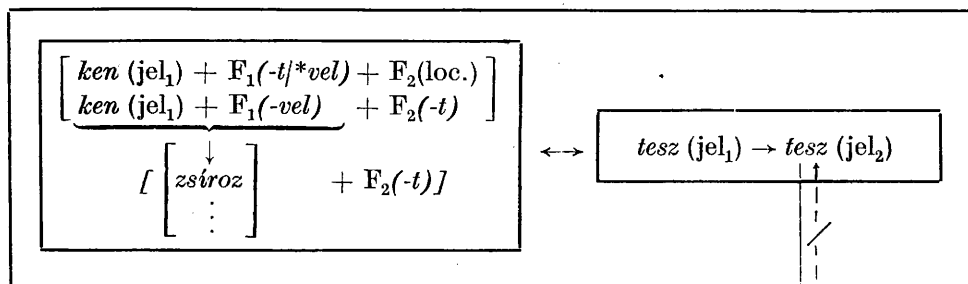 ken (jel₁) + F₁(-t/*vel) + F₂(loc.)
ken (jel₁) + F₁(-vel) + F₂(-t)
↓
[ zsíroz + F₂(-t)]
⋮
↔
tesz (jel₁) → tesz (jel₂)